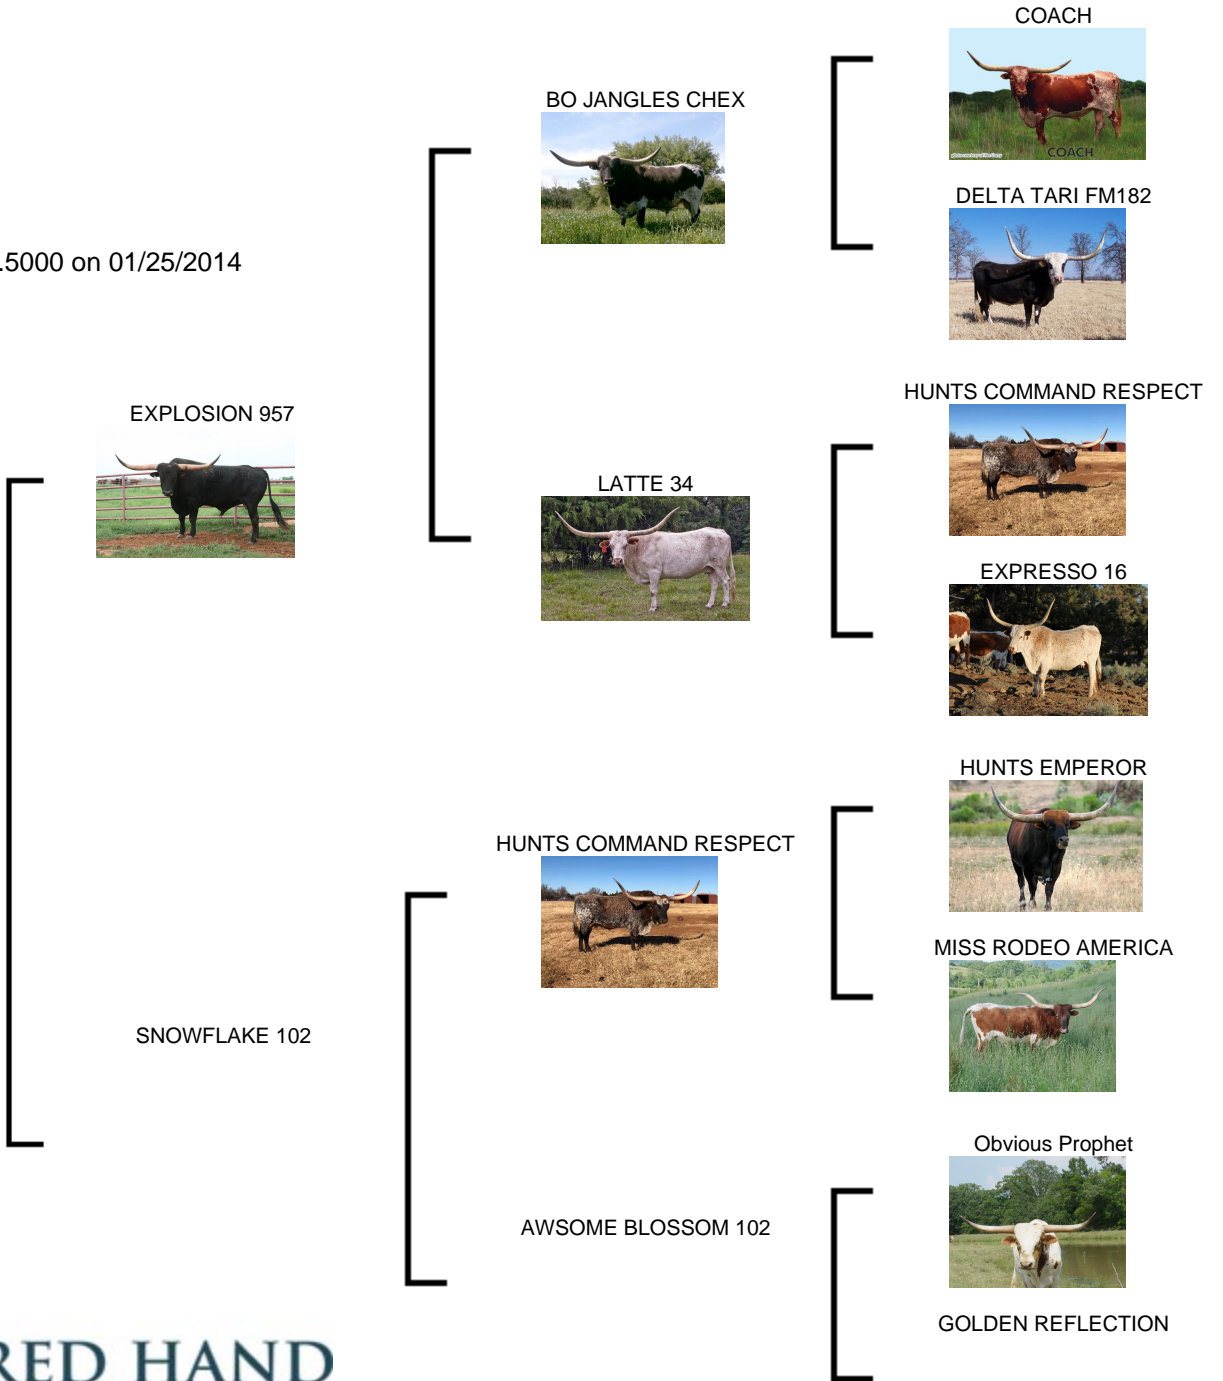 COACH
BO JANGLES CHEX
COACH
DELTA TARI FM182
.5000 on 01/25/2014
HUNTS COMMAND RESPECT
EXPLOSION 957
LATTE 34
EXPRESSO 16
HUNTS EMPEROR
HUNTS COMMAND RESPECT
MISS RODEO AMERICA
SNOWFLAKE 102
Obvious Prophet
AWSOME BLOSSOM 102
GOLDEN REFLECTION
RED HAND